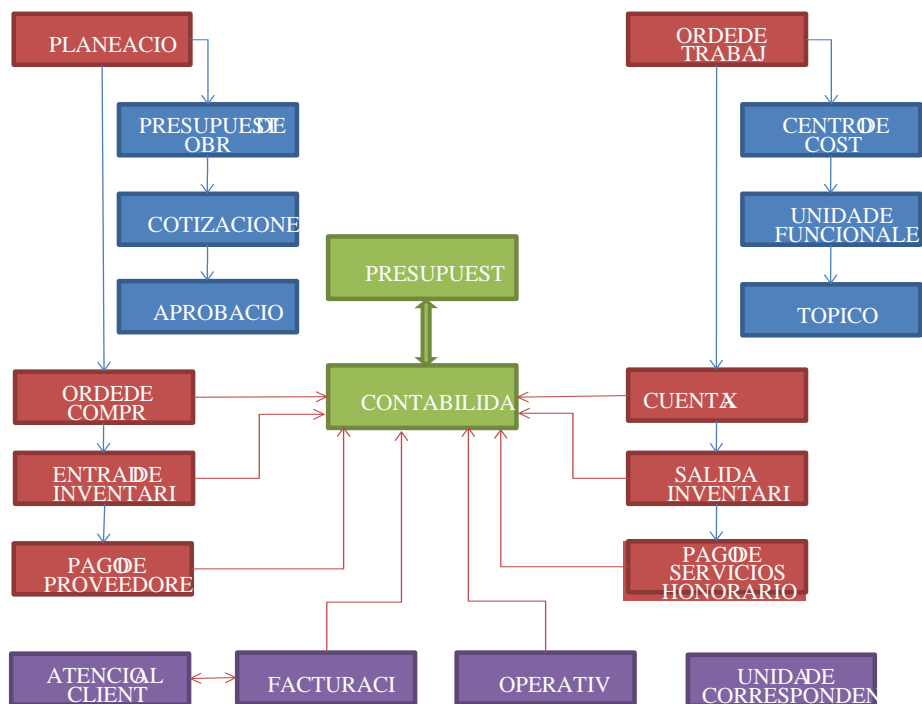 PLANEACIO
ORDEDE
TRABAJ
PRESUPUESTDE
OBR
CENTRODE
COST
COTIZACIONE
UNIDADE
FUNCIONALE
PRESUPUEST
APROBACIO
TOPICO
ORDEDE
COMPR
CONTABILIDA
CUENTAX
ENTRADDE
INVENTARI
SALIDA
INVENTARI
PAGODE
PROVEEDORE
PAGODE
SERVICIOS
HONORARIO
ATENCIOAL
CLIENT
FACTURACI
OPERATIV
UNIDADE
CORRESPONDEN